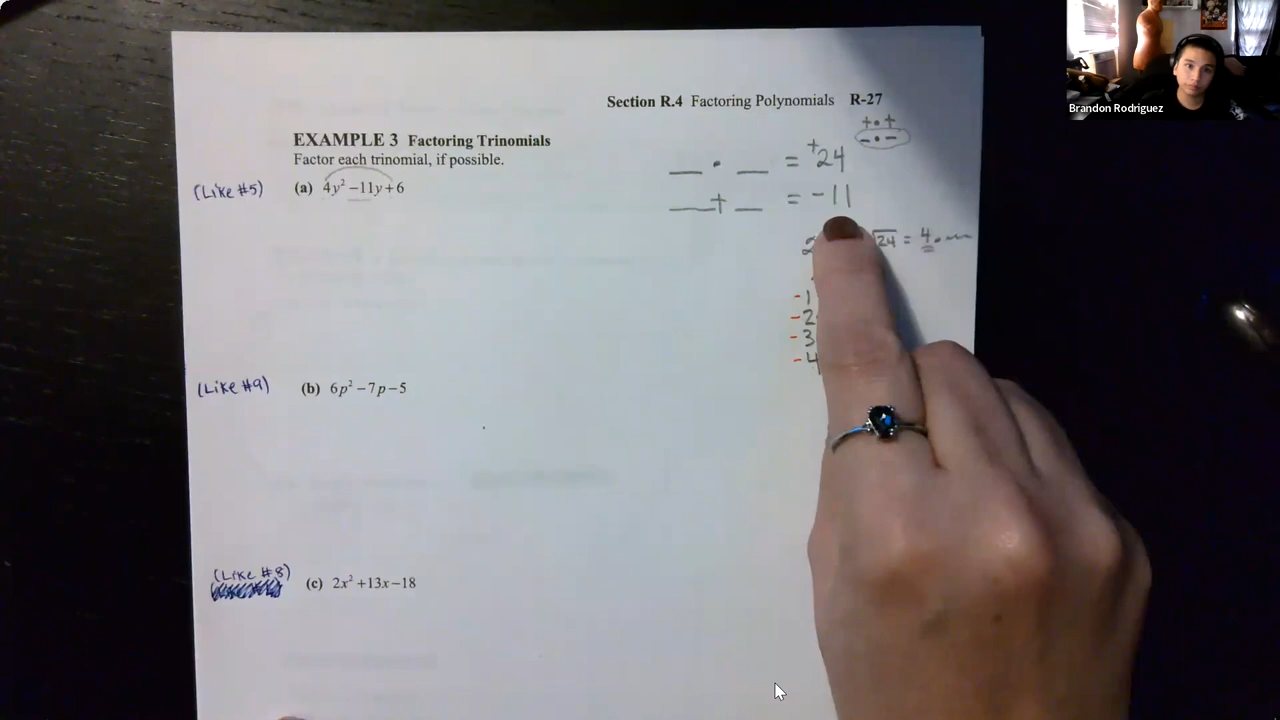 Brandon Rodriguez
Section R.4 Factoring Polynomials R-27
EXAMPLE 3 Factoring Trinomials
Factor each trinomial, if possible.
+ • +
- • -
__ • __ = +24
__ + __ = -11
(Like #5) (a) 4y² −11y + 6
√24 = 4.
-1
-2
-3
-4
(Like #9) (b) 6p² − 7p − 5
(Like #8)
(c) 2x² +13x −18